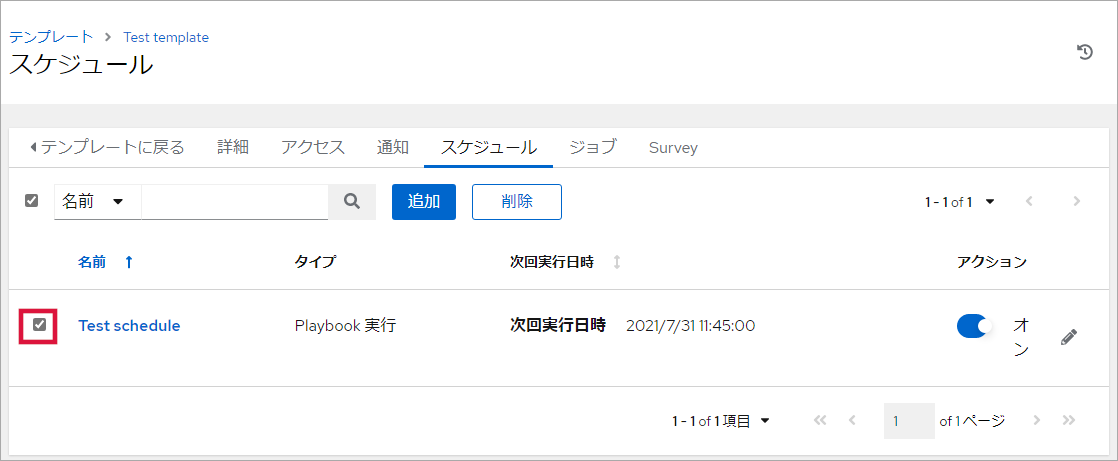 テンプレート > Test template
スケジュール
テンプレートに戻る 詳細 アクセス 通知 スケジュール ジョブ Survey
名前 追加 削除 1 - 1 of 1
名前 タイプ 次回実行日時 アクション
Test schedule Playbook 実行 次回実行日時 2021/7/31 11:45:00 オ
ン
1 - 1 of 1 項目 1 of 1 ページ